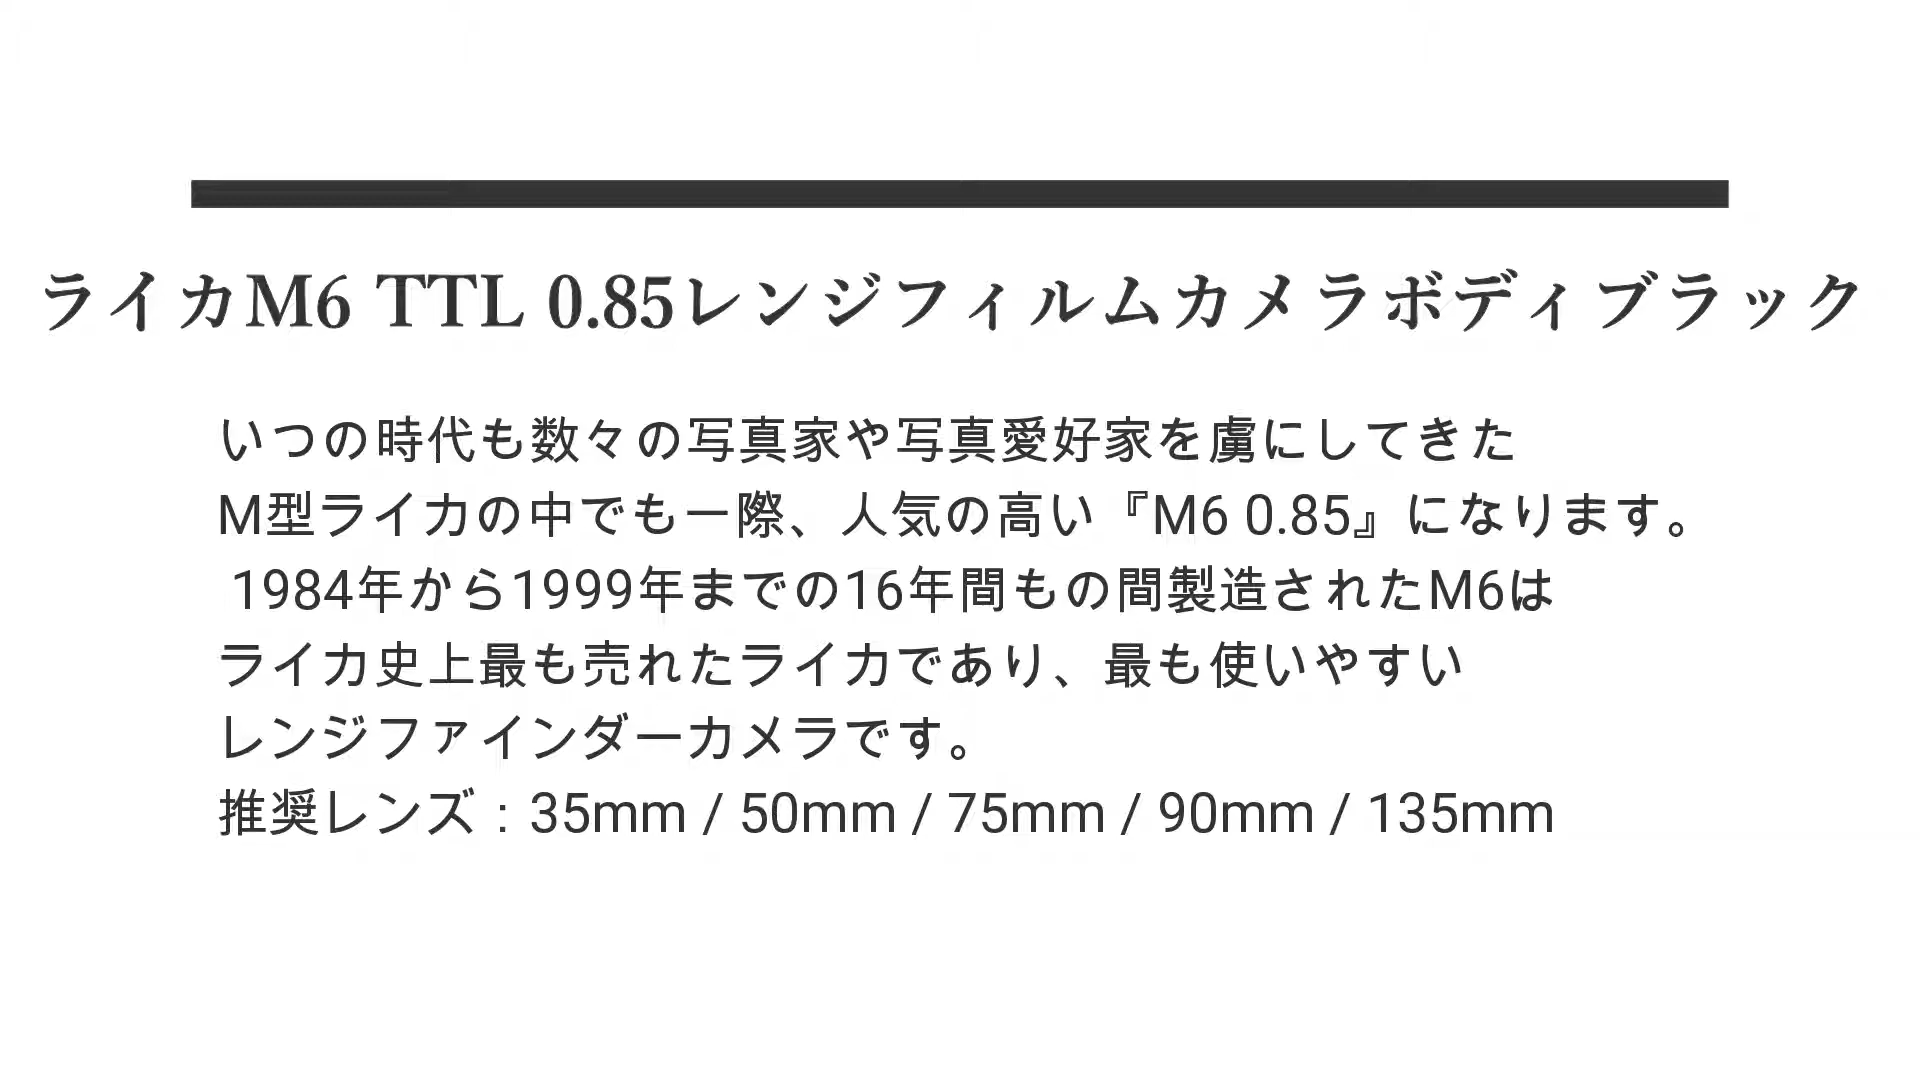 ライカM6 TTL 0.85レンジフィルムカメラボディブラック
いつの時代も数々の写真家や写真愛好家を虜にしてきた
M型ライカの中でも一際、人気の高い『M6 0.85』になります。
1984年から1999年までの16年間もの間製造されたM6は
ライカ史上最も売れたライカであり、最も使いやすい
レンジファインダーカメラです。
推奨レンズ：35mm / 50mm / 75mm / 90mm / 135mm